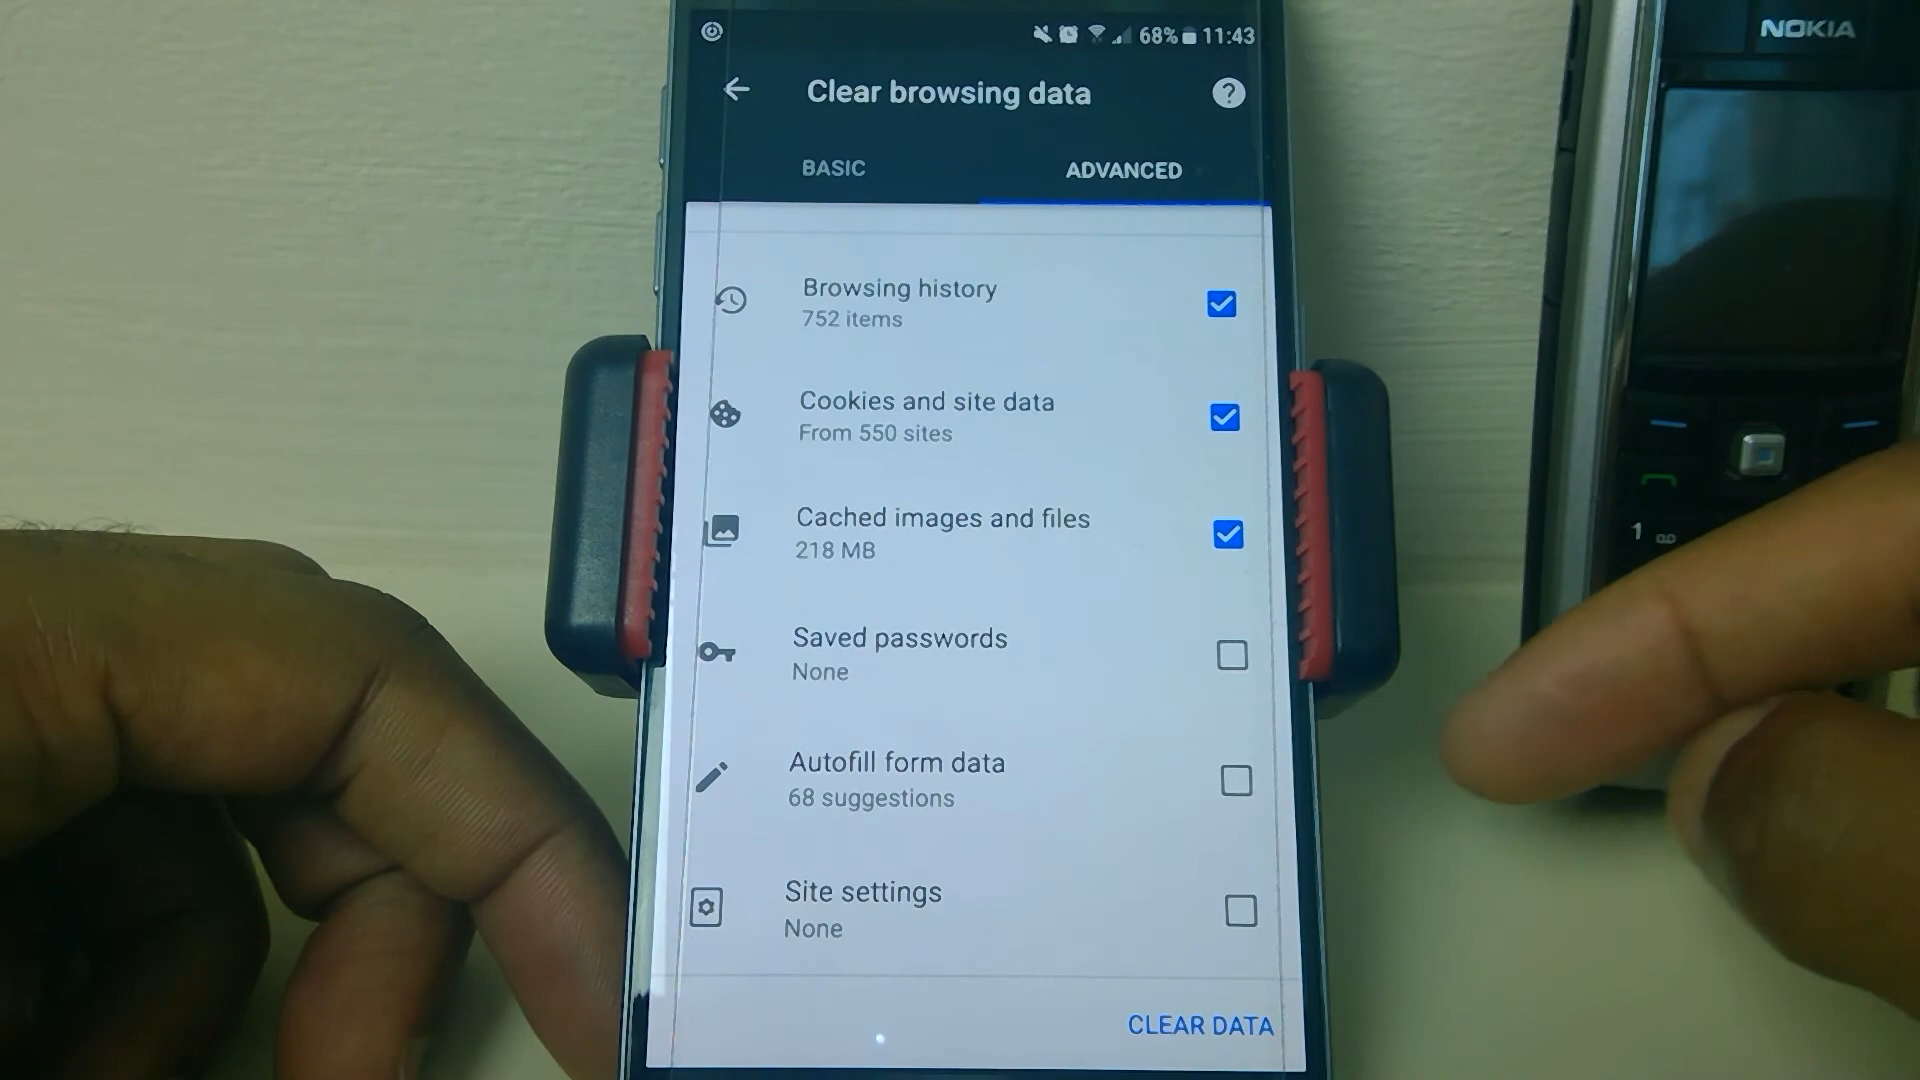 68% 11:43
NOKIA
Clear browsing data
BASIC ADVANCED
Browsing history
752 items
Cookies and site data
From 550 sites
Cached images and files
218 MB
1
Saved passwords
None
Autofill form data
68 suggestions
Site settings
None
CLEAR DATA